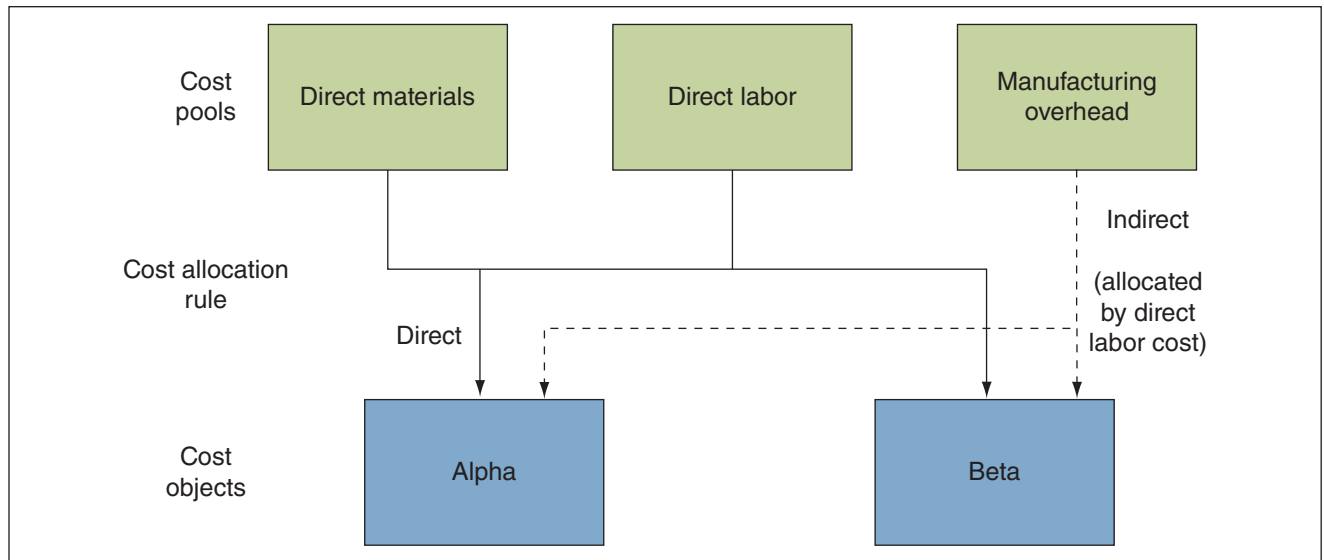 Cost
pools
Direct materials
Direct labor
Manufacturing
overhead
Indirect
Cost allocation
rule
(allocated
by direct
labor cost)
Direct
Cost
objects
Alpha
Beta